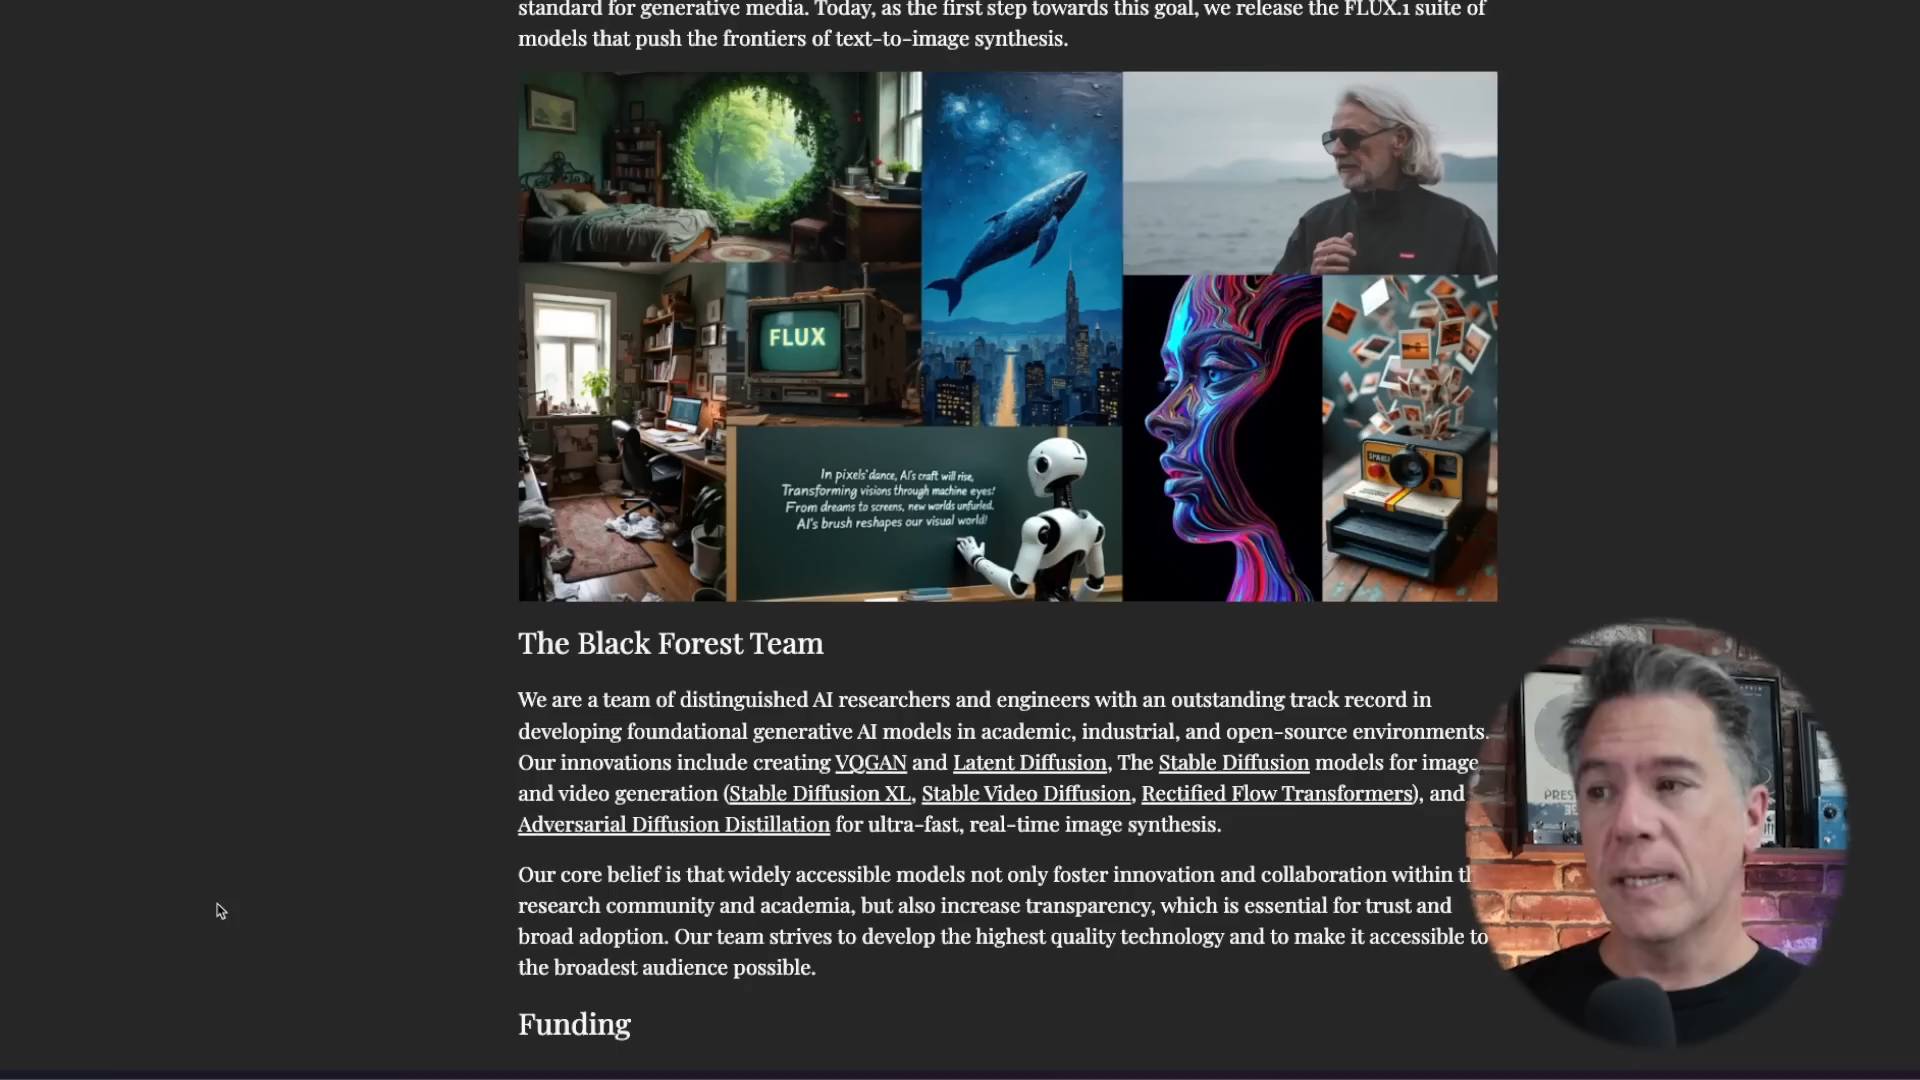 standard for generative media. Today, as the first step towards this goal, we release the FLUX.1 suite of
models that push the frontiers of text-to-image synthesis.
FLUX
In pixels' dance, AI's craft will rise,
Transforming visions through machine eyes!
From dreams to screens, new worlds unfurled,
AI's brush reshapes our visual world!
The Black Forest Team
We are a team of distinguished AI researchers and engineers with an outstanding track record in
developing foundational generative AI models in academic, industrial, and open-source environments.
Our innovations include creating VQGAN and Latent Diffusion, The Stable Diffusion models for image
and video generation (Stable Diffusion XL, Stable Video Diffusion, Rectified Flow Transformers), and
Adversarial Diffusion Distillation for ultra-fast, real-time image synthesis.
Our core belief is that widely accessible models not only foster innovation and collaboration within
research community and academia, but also increase transparency, which is essential for trust and
broad adoption. Our team strives to develop the highest quality technology and to make it accessible to
the broadest audience possible.
Funding